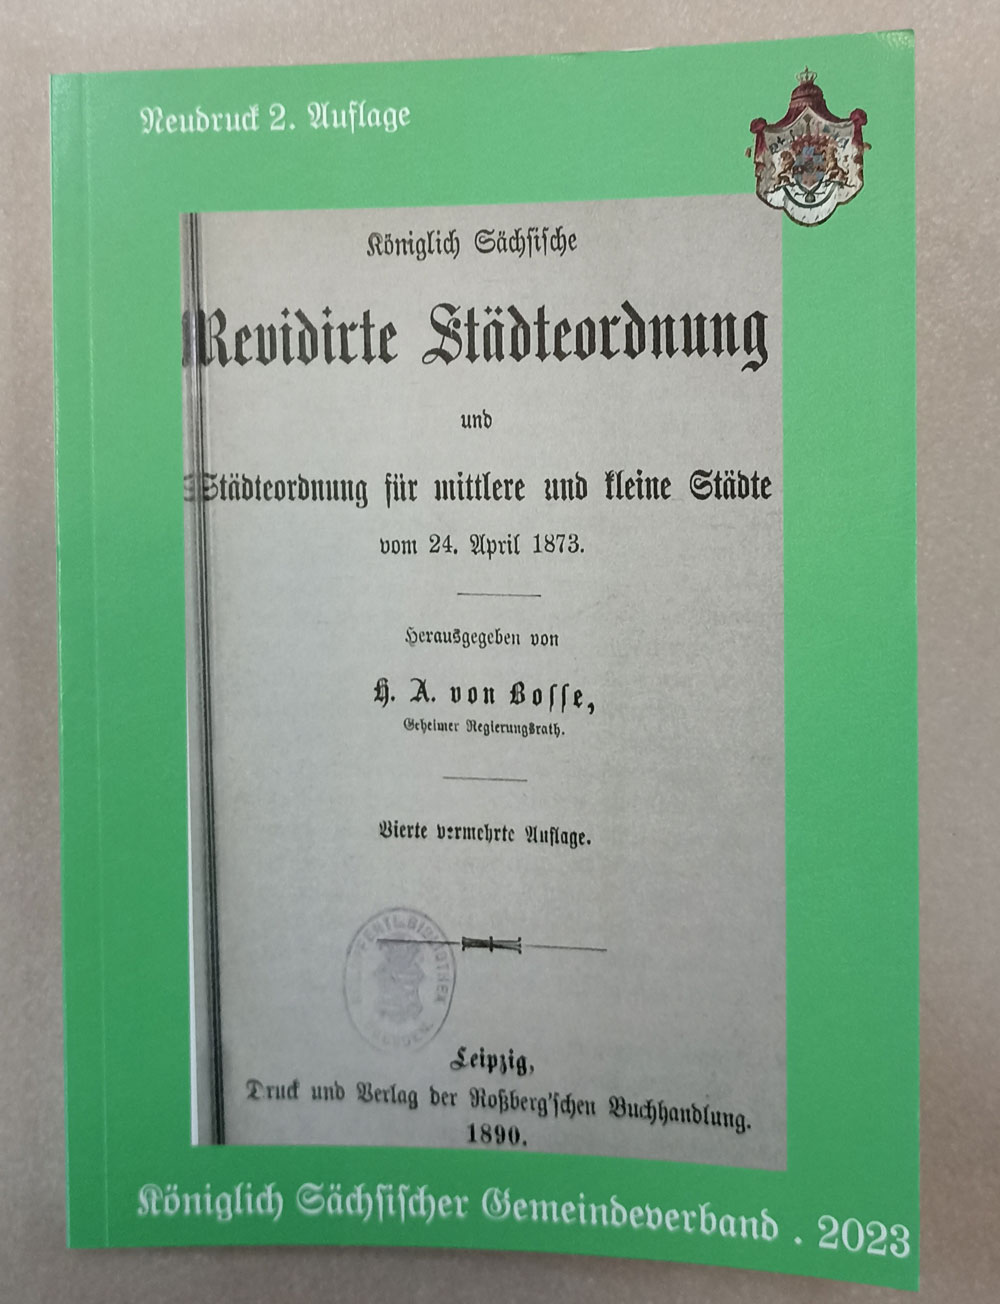 Neudruck 2. Auflage
Königlich Sächsische
Revidirte Städteordnung
und
Städteordnung für mittlere und kleine Städte
vom 24. April 1873.
Herausgegeben von
H. A. von Bosse,
Geheimer Regierungsrath.
Vierte vermehrte Auflage.
Leipzig,
Druck und Verlag der Roßberg'schen Buchhandlung.
1890.
Königlich Sächsischer Gemeindeverband . 2023